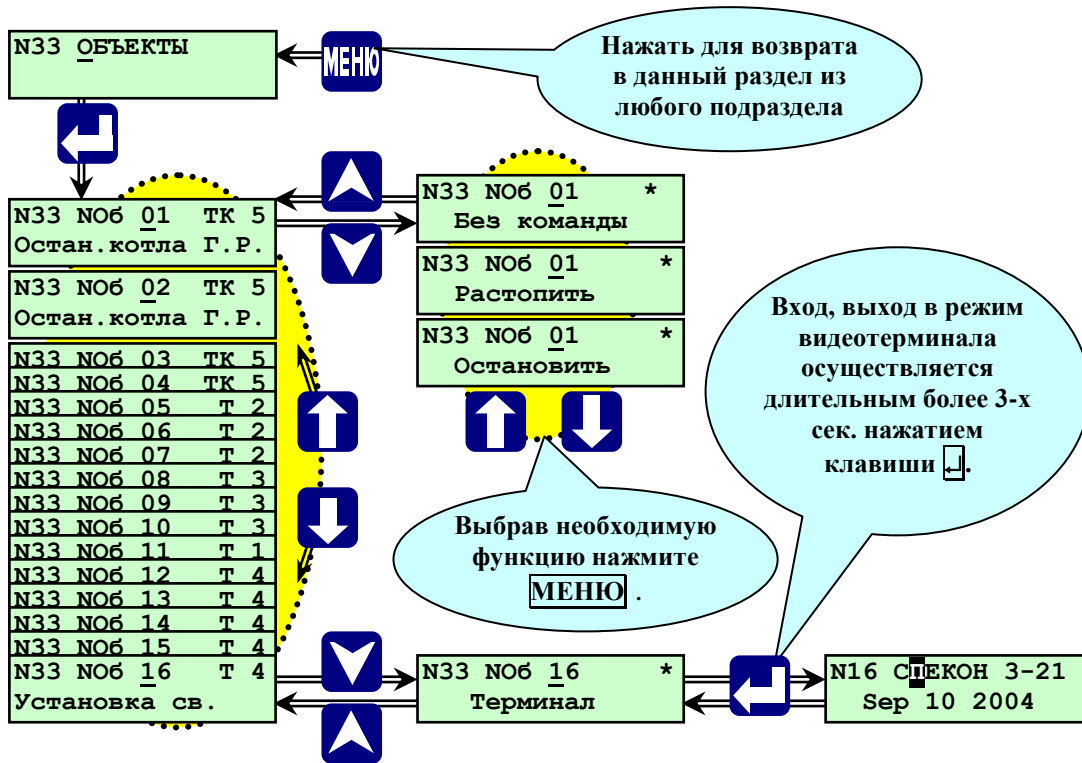 N33 ОБЪЕКТЫ
МЕНЮ
Нажать для возврата
в данный раздел из
любого подраздела
N33 NОб 01 ТК 5
Остан.котла Г.Р.
N33 NОб 02 ТК 5
Остан.котла Г.Р.
N33 NОб 03 ТК 5
N33 NОб 04 ТК 5
N33 NОб 05 Т 2
N33 NОб 06 Т 2
N33 NОб 07 Т 2
N33 NОб 08 Т 3
N33 NОб 09 Т 3
N33 NОб 10 Т 3
N33 NОб 11 Т 1
N33 NОб 12 Т 4
N33 NОб 13 Т 4
N33 NОб 14 Т 4
N33 NОб 15 Т 4
N33 NОб 16 Т 4
Установка св.
N33 NОб 01 *
Без команды
N33 NОб 01 *
Растопить
N33 NОб 01 *
Остановить
Выбрав необходимую
функцию нажмите
МЕНЮ .
Вход, выход в режим
видеотерминала
осуществляется
длительным более 3-х
сек. нажатием
клавиши ↵.
N33 NОб 16 *
Терминал
N16 СПЕКОН 3-21
Sep 10 2004